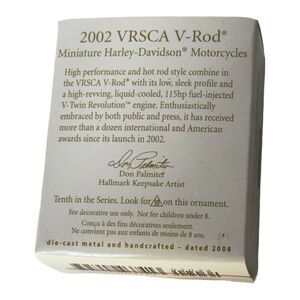 2002 VRSCA V-Rod®
Miniature Harley-Davidson® Motorcycles
High performance and hot rod style combine in
the VRSCA V-Rod® with its low, sleek profile and
a high-revving, liquid-cooled, 115hp fuel-injected
V-Twin Revolution™ engine. Enthusiastically
embraced by both public and press, it has received
more than a dozen international and American
awards since its launch in 2002.
Don Palmiter
Don Palmiter
Hallmark Keepsake Artist
Tenth in the Series. Look for on this ornament.
For decorative use only. Not for children under 8.
Conçu à des fins décoratives seulement.
Ne convient pas aux enfants de moins de 8 ans.
die-cast metal and handcrafted – dated 2008